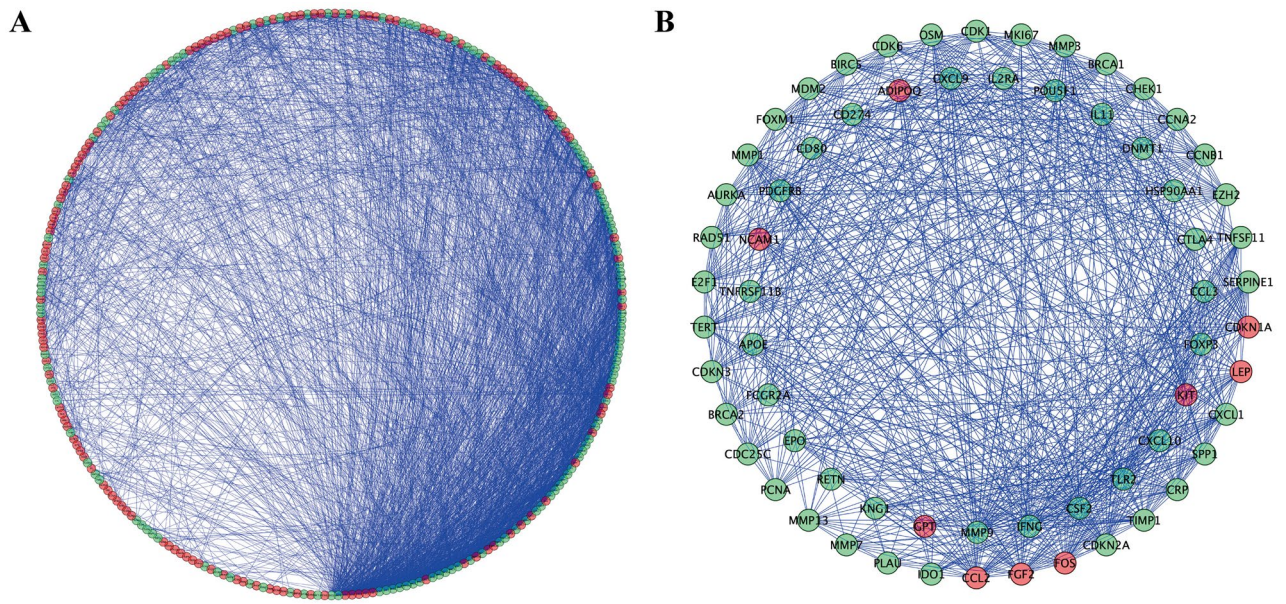 A
B
OSM
CDK1
MKI67
CDK6
MMP3
BIRC5
BRCA1
CXCL9
IL2RA
MDM2
ADIPOQ
POU5F1
CHEK1
FOXM1
CD274
IL11
CCNA2
MMP1
CD80
DNMT1
CCNB1
AURKA
PDGFRB
HSP90AA1
EZH2
RAD51
NCAM1
CTLA4
TNFSF11
E2F1
TNFRSF11B
CCL3
SERPINE1
TERT
APOE
FOXP3
CDKN1A
CDKN3
FCGR2A
KIT
LEP
BRCA2
EPO
CXCL10
CXCL1
CDC25C
RETN
TLR2
SPP1
PCNA
KNG1
CSF2
CRP
MMP13
GPT
MMP9
IFNG
TIMP1
MMP7
CDKN2A
PLAU
IDO1
CCL2
FGF2
FOS